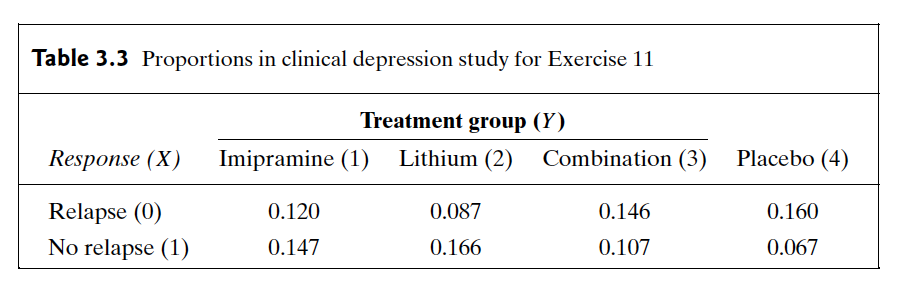 Table 3.3 Proportions in clinical depression study for Exercise 11
Treatment group (Y)
Response (X) Imipramine (1) Lithium (2) Combination (3) Placebo (4)
Relapse (0) 0.120 0.087 0.146 0.160
No relapse (1) 0.147 0.166 0.107 0.067